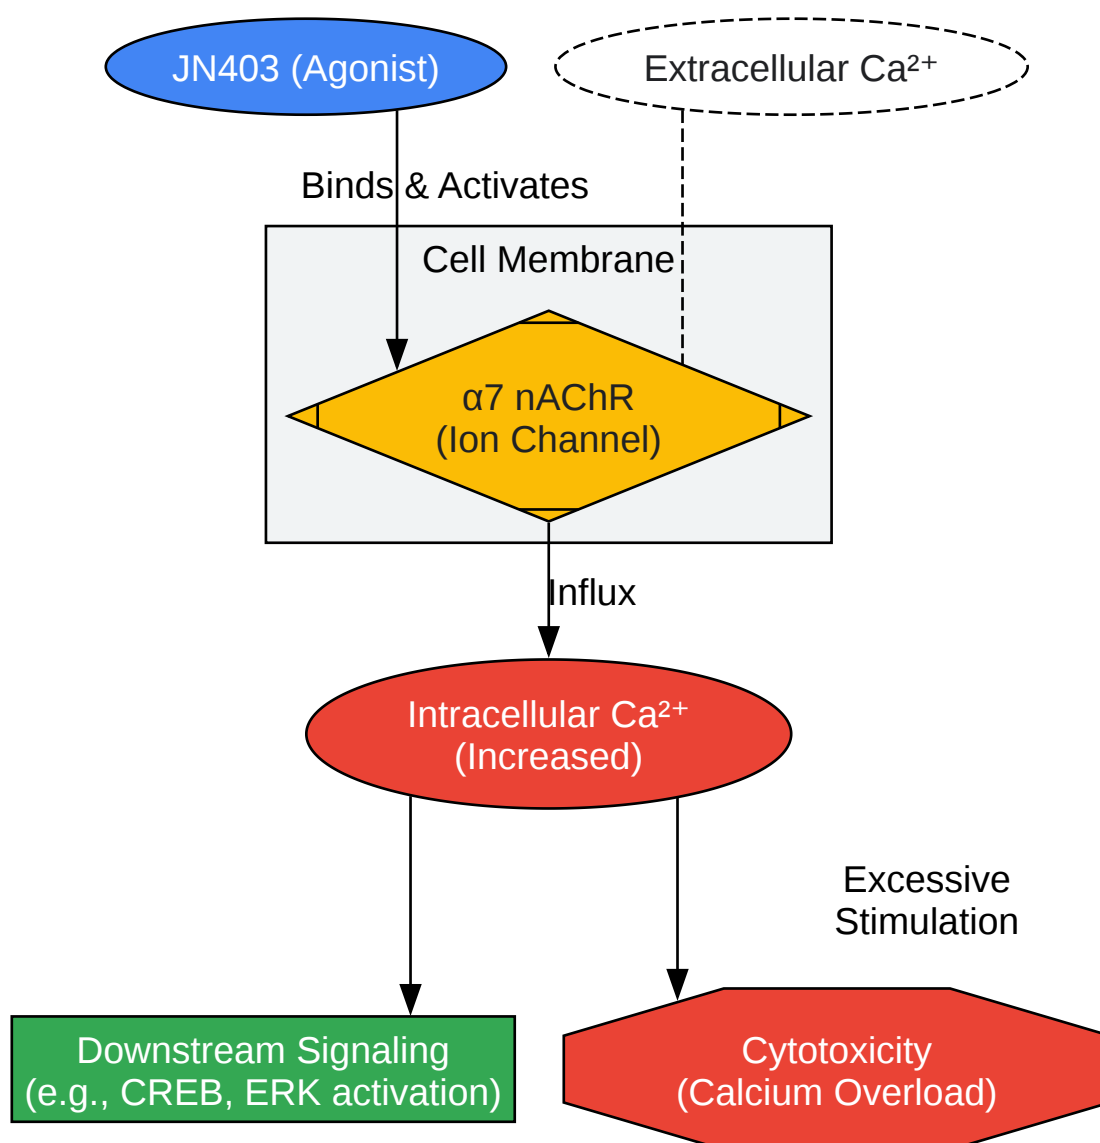 JN403 (Agonist)
Extracellular Ca²⁺
Binds & Activates
Cell Membrane
α7 nAChR
(Ion Channel)
Influx
Intracellular Ca²⁺
(Increased)
Excessive
Stimulation
Downstream Signaling
(e.g., CREB, ERK activation)
Cytotoxicity
(Calcium Overload)